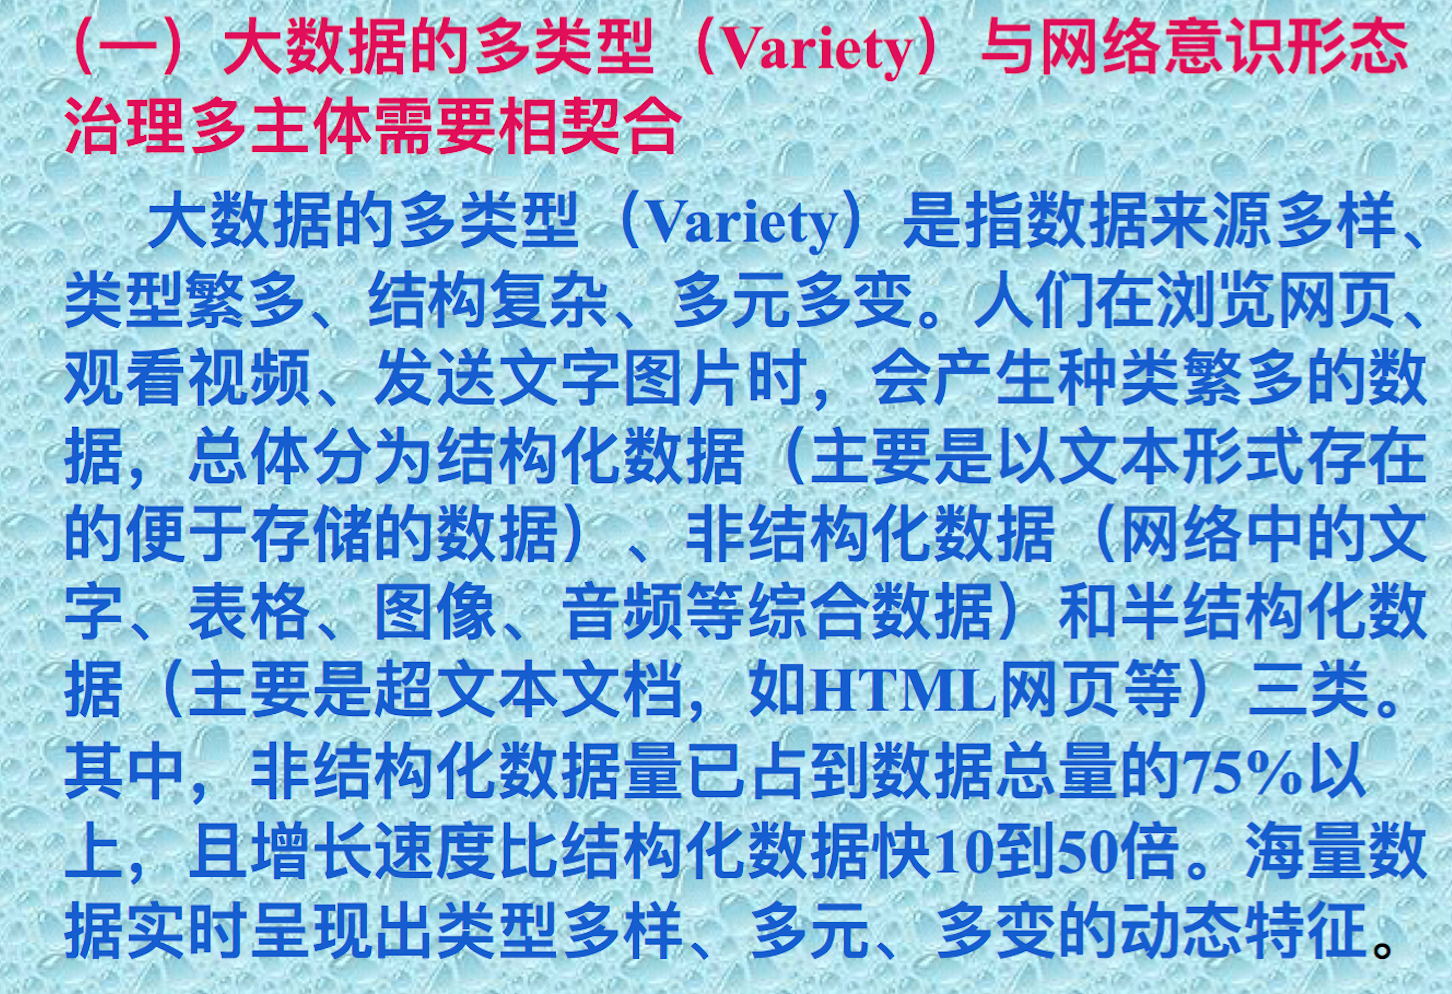 （一）大数据的多类型（Variety）与网络意识形态
治理多主体需要相契合
大数据的多类型（Variety）是指数据来源多样、
类型繁多、结构复杂、多元多变。人们在浏览网页、
观看视频、发送文字图片时，会产生种类繁多的数
据，总体分为结构化数据（主要是以文本形式存在
的便于存储的数据）、非结构化数据（网络中的文
字、表格、图像、音频等综合数据）和半结构化数
据（主要是超文本文档，如HTML网页等）三类。
其中，非结构化数据量已占到数据总量的75%以
上，且增长速度比结构化数据快10到50倍。海量数
据实时呈现出类型多样、多元、多变的动态特征。